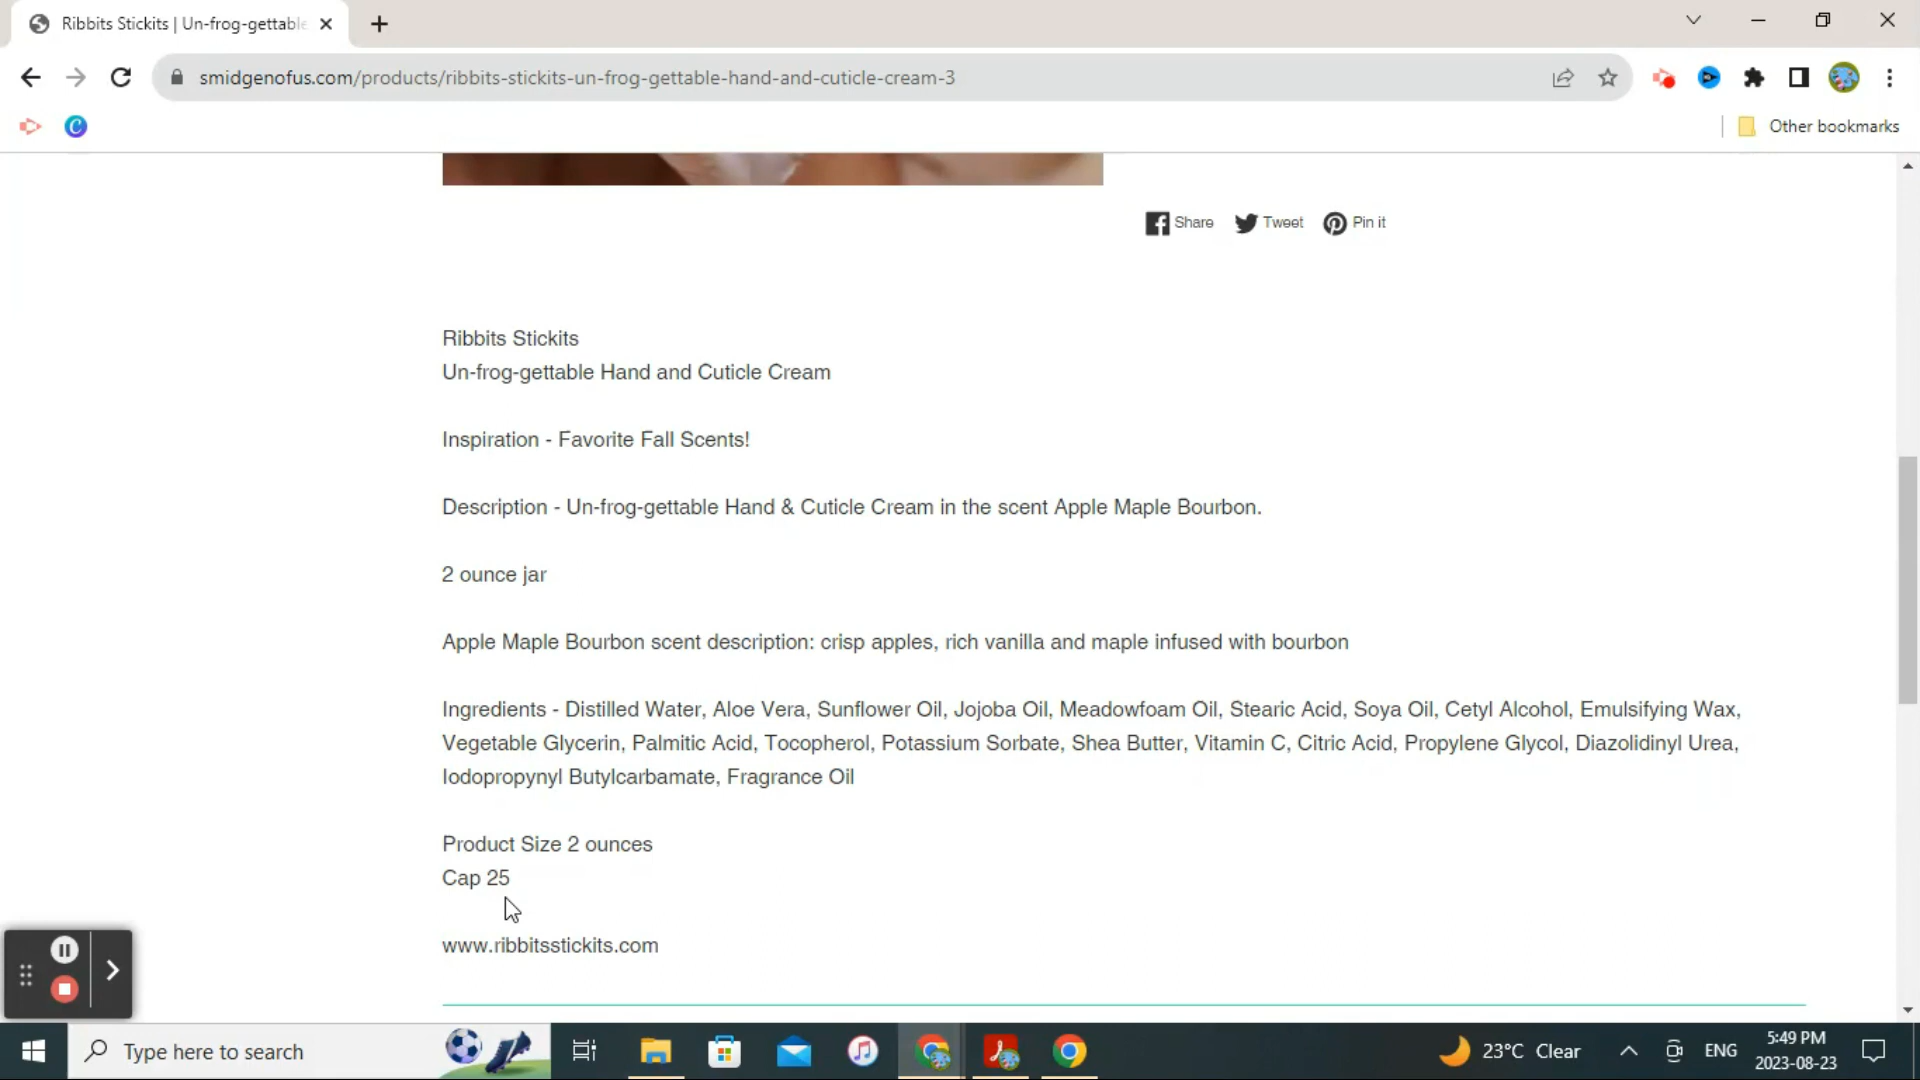 Ribbits Stickits | Un-frog-gettable
smidgenofus.com/products/ribbits-stickits-un-frog-gettable-hand-and-cuticle-cream-3
Other bookmarks
Share Tweet Pin it
Ribbits Stickits
Un-frog-gettable Hand and Cuticle Cream
Inspiration - Favorite Fall Scents!
Description - Un-frog-gettable Hand & Cuticle Cream in the scent Apple Maple Bourbon.
2 ounce jar
Apple Maple Bourbon scent description: crisp apples, rich vanilla and maple infused with bourbon
Ingredients - Distilled Water, Aloe Vera, Sunflower Oil, Jojoba Oil, Meadowfoam Oil, Stearic Acid, Soya Oil, Cetyl Alcohol, Emulsifying Wax,
Vegetable Glycerin, Palmitic Acid, Tocopherol, Potassium Sorbate, Shea Butter, Vitamin C, Citric Acid, Propylene Glycol, Diazolidinyl Urea,
Iodopropynyl Butylcarbamate, Fragrance Oil
Product Size 2 ounces
Cap 25
www.ribbitsstickits.com
Type here to search
23°C Clear
ENG
5:49 PM
2023-08-23